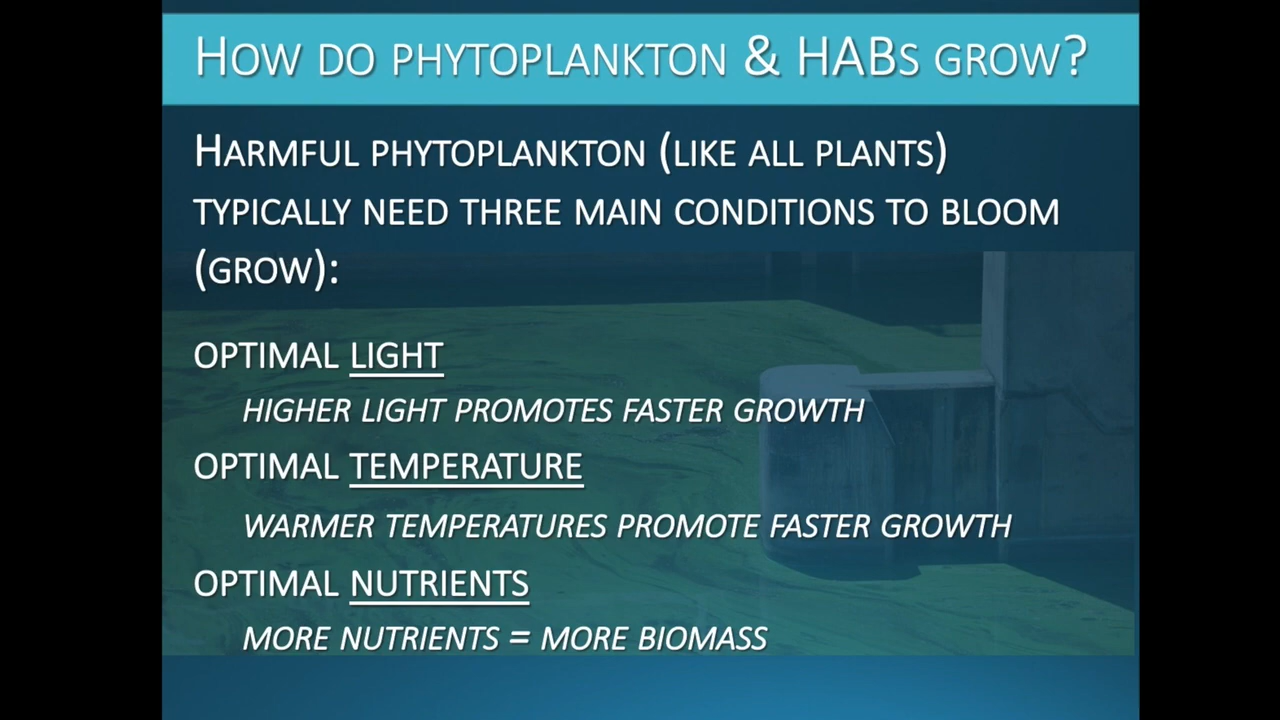 HOW DO PHYTOPLANKTON & HABS GROW?
HARMFUL PHYTOPLANKTON (LIKE ALL PLANTS)
TYPICALLY NEED THREE MAIN CONDITIONS TO BLOOM
(GROW):
OPTIMAL LIGHT
HIGHER LIGHT PROMOTES FASTER GROWTH
OPTIMAL TEMPERATURE
WARMER TEMPERATURES PROMOTE FASTER GROWTH
OPTIMAL NUTRIENTS
MORE NUTRIENTS = MORE BIOMASS